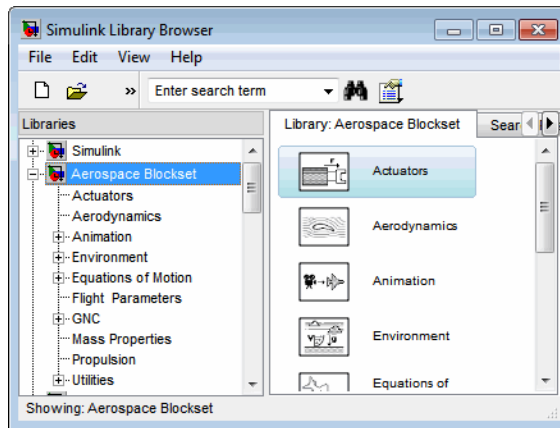 Simulink Library Browser
File Edit View Help
» Enter search term
Libraries
Simulink
Aerospace Blockset
Actuators
Aerodynamics
Animation
Environment
Equations of Motion
Flight Parameters
GNC
Mass Properties
Propulsion
Utilities
Library: Aerospace Blockset
Sear
Actuators
Aerodynamics
Animation
Environment
Equations of
Showing: Aerospace Blockset